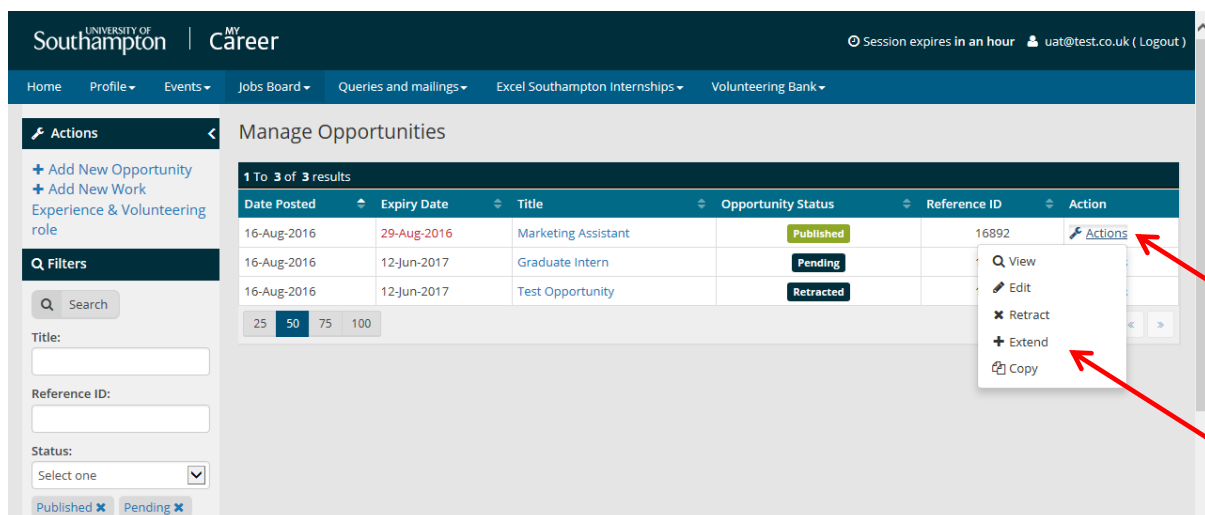 UNIVERSITY OF
Southampton | MY Career
Session expires in an hour uat@test.co.uk ( Logout )
Home Profile Events Jobs Board Queries and mailings Excel Southampton Internships Volunteering Bank
Actions
Add New Opportunity
Add New Work
Experience & Volunteering
role
Filters
Search
Title:
Reference ID:
Status:
Select one
Published Pending
Manage Opportunities
1 To 3 of 3 results
Date Posted Expiry Date Title Opportunity Status Reference ID Action
16-Aug-2016 29-Aug-2016 Marketing Assistant Published 16892 Actions
16-Aug-2016 12-Jun-2017 Graduate Intern Pending
16-Aug-2016 12-Jun-2017 Test Opportunity Retracted
25 50 75 100 « »
View
Edit
Retract
Extend
Copy